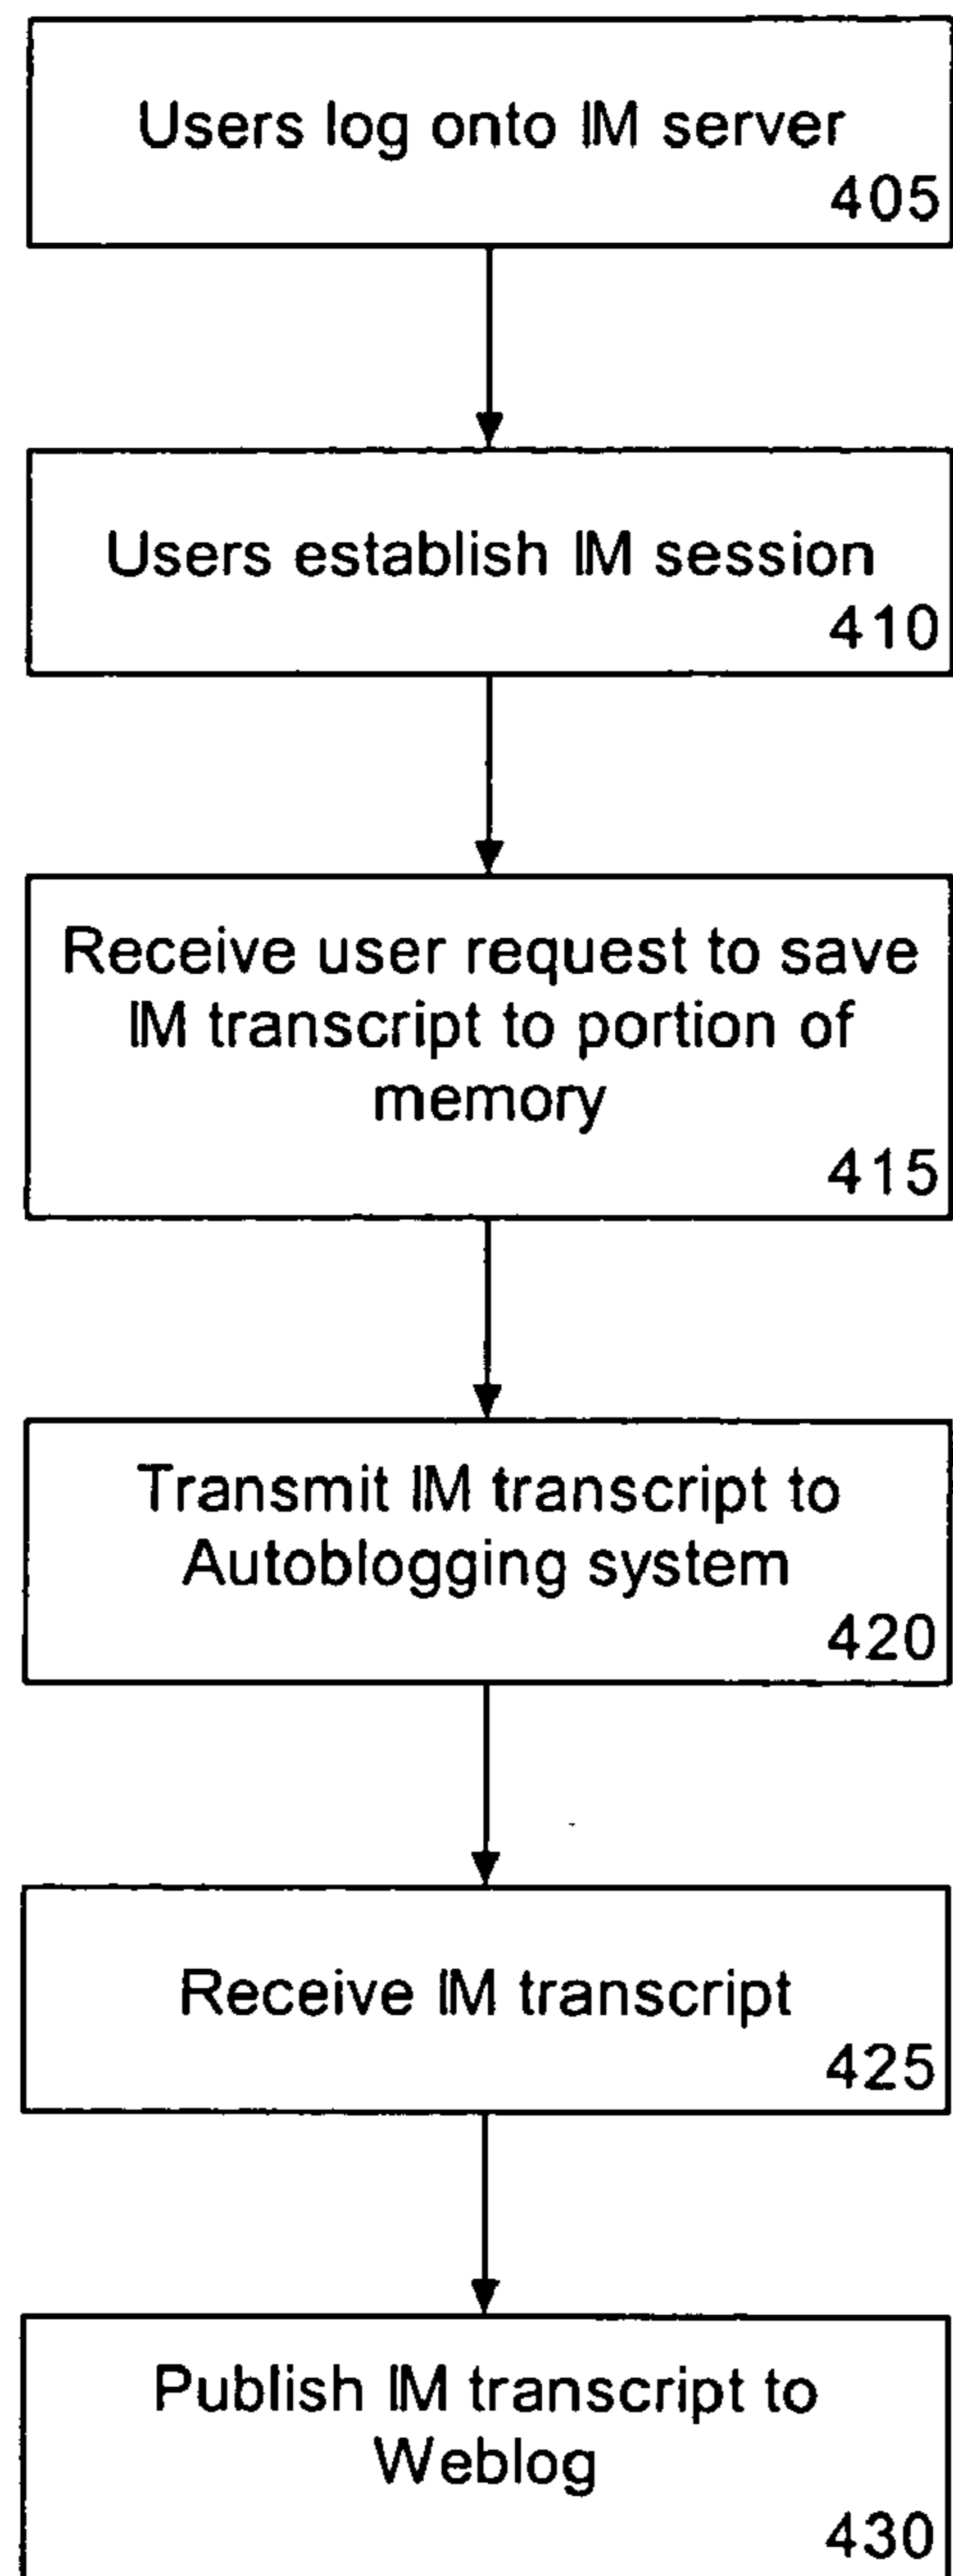 Users log onto IM server
405
Users establish IM session
410
Receive user request to save
IM transcript to portion of
memory
415
Transmit IM transcript to
Autoblogging system
420
Receive IM transcript
425
Publish IM transcript to
Weblog
430